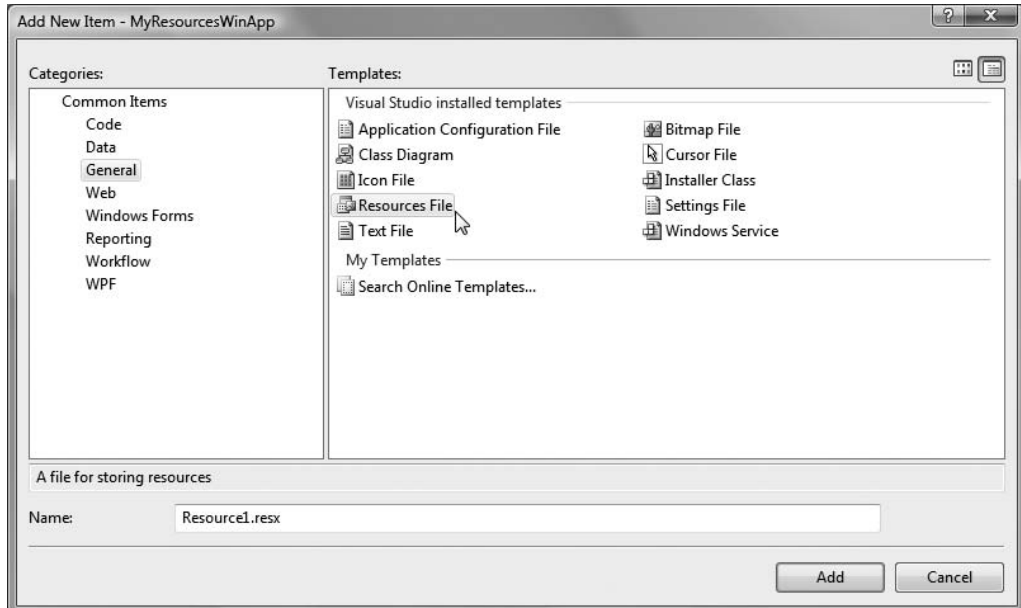 Add New Item - MyResourcesWinApp
? X
Categories:
Templates:
Common Items
Code
Data
General
Web
Windows Forms
Reporting
Workflow
WPF
Visual Studio installed templates
Application Configuration File
Class Diagram
Icon File
Resources File
Text File
Bitmap File
Cursor File
Installer Class
Settings File
Windows Service
My Templates
Search Online Templates...
A file for storing resources
Name: Resource1.resx
Add Cancel